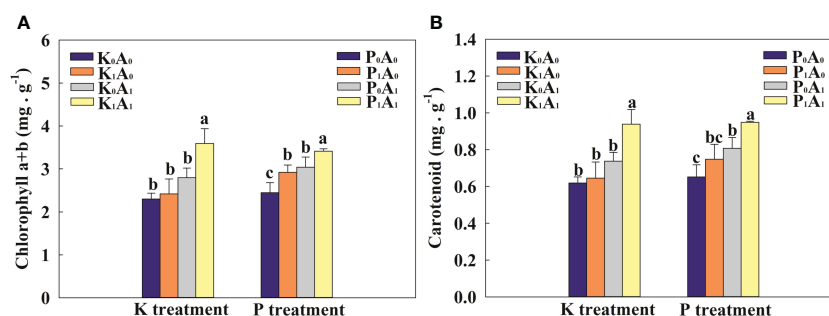 A
Chlorophyll a+b (mg . g⁻¹)
6
5
4
3
2
1
0
K₀A₀
K₁A₀
K₀A₁
K₁A₁
P₀A₀
P₁A₀
P₀A₁
P₁A₁
b b b a
c b b a
K treatment P treatment
B
Carotenoid (mg . g⁻¹)
1.4
1.2
1.0
0.8
0.6
0.4
0.2
0.0
K₀A₀
K₁A₀
K₀A₁
K₁A₁
P₀A₀
P₁A₀
P₀A₁
P₁A₁
b b b a
c bc b a
K treatment P treatment